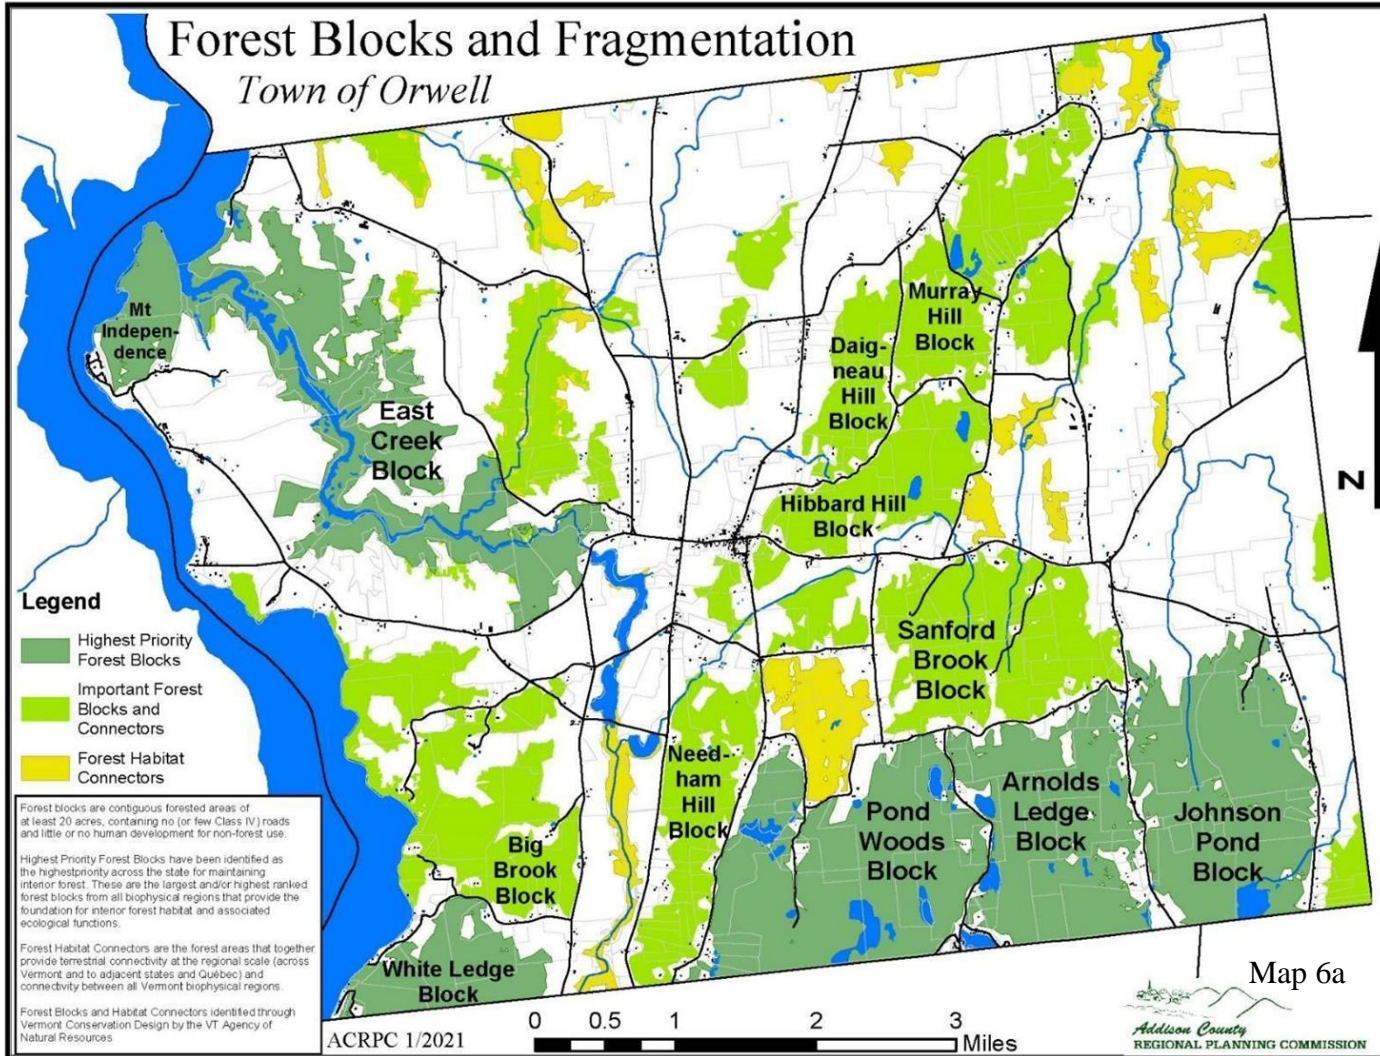 Forest Blocks and Fragmentation
Town of Orwell
Mt
Indepen-
dence
East
Creek
Block
Murray
Hill
Block
Daig-
neau
Hill
Block
Hibbard Hill
Block
Sanford
Brook
Block
Need-
ham
Hill
Block
Big
Brook
Block
White Ledge
Block
Pond
Woods
Block
Arnolds
Ledge
Block
Johnson
Pond
Block
N
Legend
Highest Priority
Forest Blocks
Important Forest
Blocks and
Connectors
Forest Habitat
Connectors
Forest blocks are contiguous forested areas of
at least 20 acres, containing no (or few Class IV) roads
and little or no human development for non-forest use.
Highest Priority Forest Blocks have been identified as
the highestpriority across the state for maintaining
interior forest. These are the largest and/or highest ranked
forest blocks from all biophysical regions that provide the
foundation for interior forest habitat and associated
ecological functions.
Forest Habitat Connectors are the forest areas that together
provide terrestrial connectivity at the regional scale (across
Vermont and to adjacent states and Québec) and
connectivity between all Vermont biophysical regions.
Forest Blocks and Habitat Connectors identified through
Vermont Conservation Design by the VT Agency of
Natural Resources
ACRPC 1/2021
0 0.5 1 2 3
Miles
Map 6a
Addison County
REGIONAL PLANNING COMMISSION